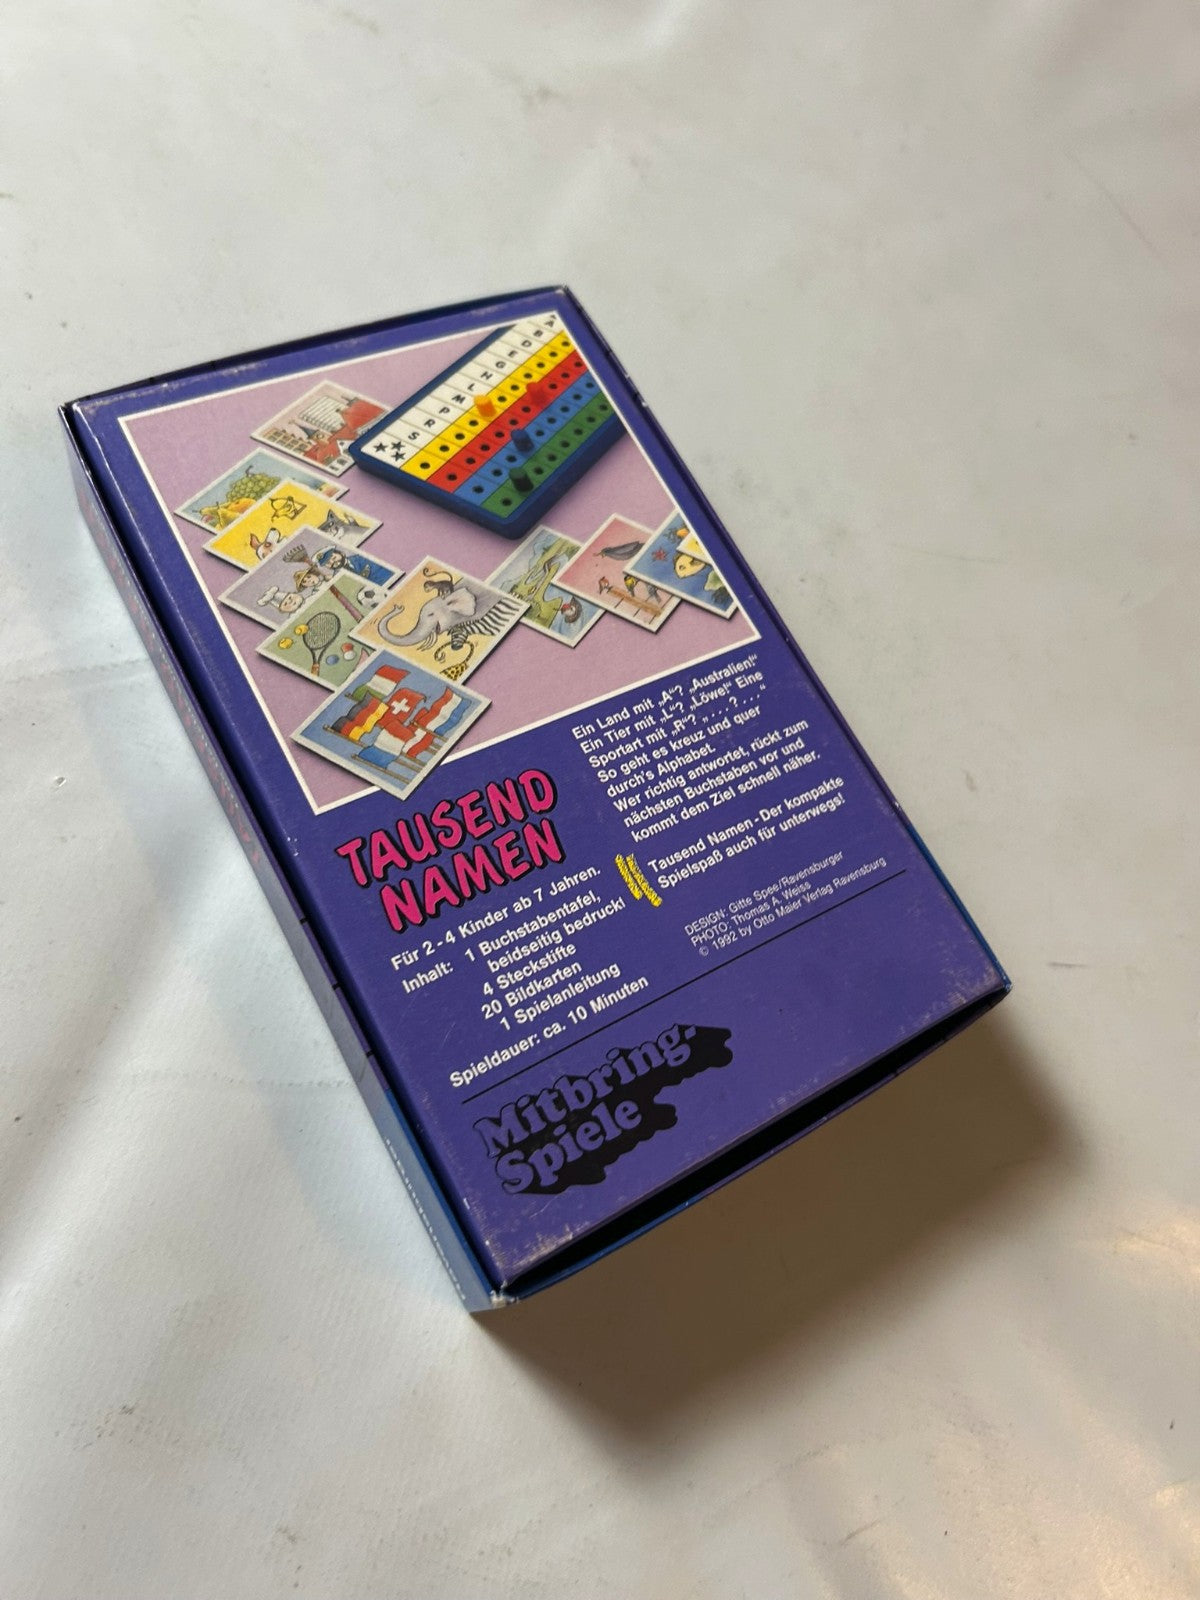 A
B
D
E
G
H
L
M
P
R
S
TAUSEND
NAMEN
Für 2 - 4 Kinder ab 7 Jahren.
Inhalt: 1 Buchstabentafel,
beidseitig bedruckt
4 Steckstifte
20 Bildkarten
1 Spielanleitung
Spieldauer: ca. 10 Minuten
Ein Land mit „A“? „Australien!“
Ein Tier mit „L“? „Löwe!“ Eine
Sportart mit „R“? „ . . . ? . . . “
So geht es kreuz und quer
durch's Alphabet.
Wer richtig antwortet, rückt zum
nächsten Buchstaben vor und
kommt dem Ziel schnell näher.
Tausend Namen - Der kompakte
Spielspaß auch für unterwegs!
DESIGN: Gitte Spee/Ravensburger
PHOTO: Thomas A. Weiss
© 1992 by Otto Maier Verlag Ravensburg
Mitbring-
Spiele